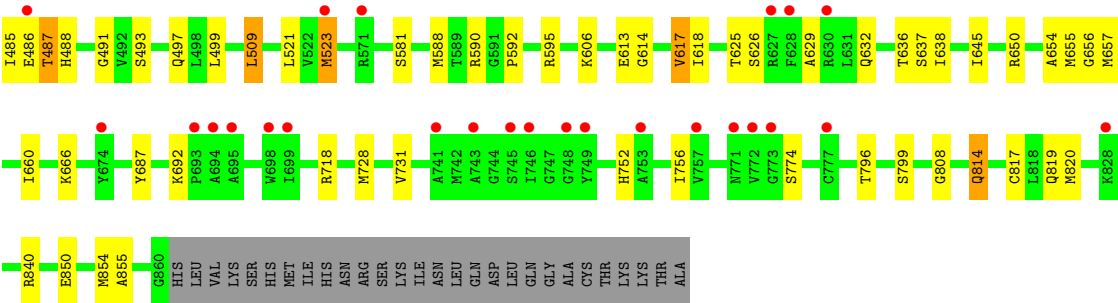 I485 E486 T487 H488 G491 V492 S493 Q497 L498 L499 L509 L521 V522 M523 R571 S581 M588 T589 R590 G591 P592 R595 K606 E613 G614 V617 I618 T625 S626 R627 F628 A629 R630 L631 Q632 T636 S637 I638 I645 R650 A654 M655 G656 M657
I660 K666 Y674 Y687 K692 P693 A694 A695 W698 I699 R718 M728 V731 A741 M742 A743 G744 S745 I746 G747 G748 Y749 H752 A753 I756 V757 N771 V772 G773 S774 C777 T796 S799 G808 Q814 C817 L818 Q819 M820 K828
R840 E850 M854 A855 G860 HIS LEU VAL LYS SER HIS MET ILE HIS ASN ARG SER LYS ILE ASN LEU GLN ASP LEU GLN GLY ALA CYS THR LYS LYS THR ALA